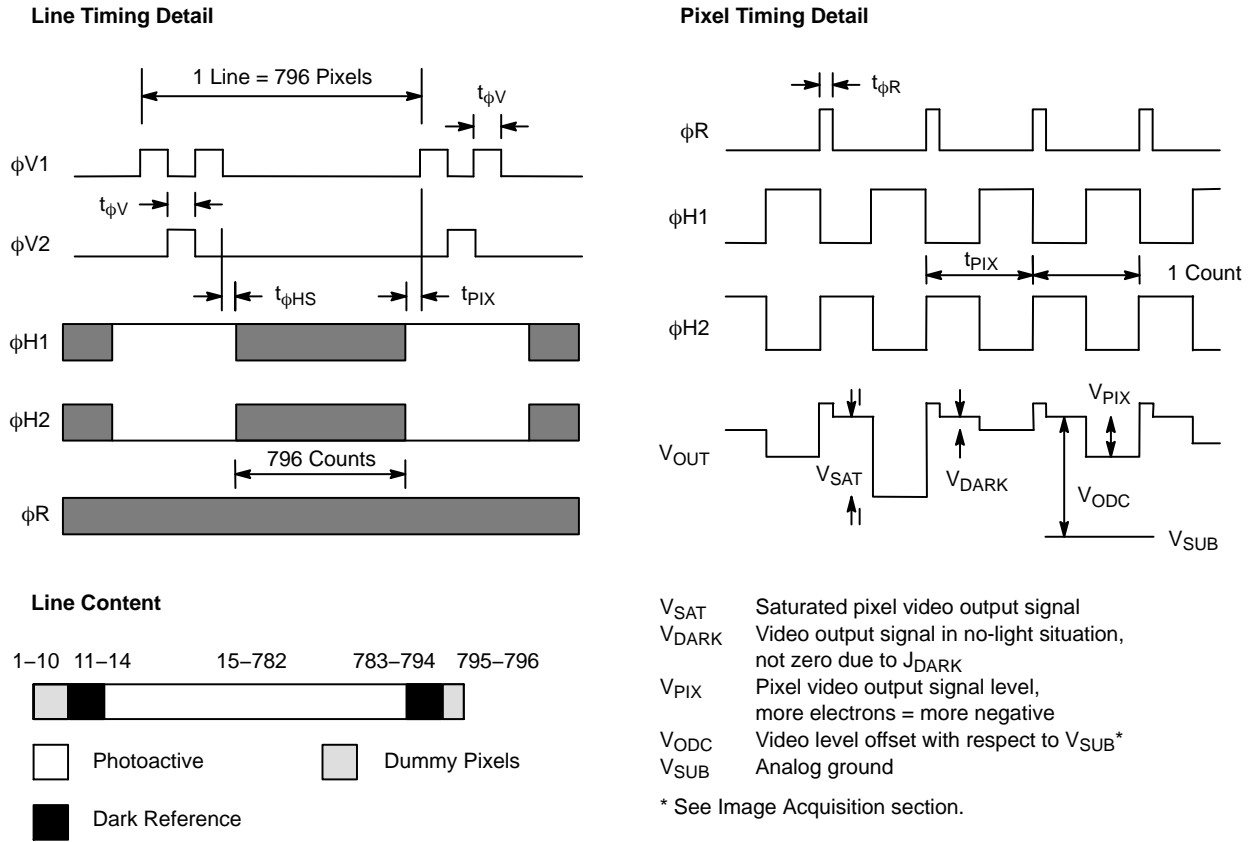 Line Timing Detail
1 Line = 796 Pixels
tϕV
ϕV1
tϕV
ϕV2
tϕHS
tPIX
ϕH1
ϕH2
796 Counts
ϕR
Line Content
1–10 11–14 15–782 783–794 795–796
Photoactive
Dummy Pixels
Dark Reference
Pixel Timing Detail
tϕR
ϕR
ϕH1
tPIX
1 Count
ϕH2
VPIX
VOUT
VSAT
VDARK
VODC
VSUB
VSAT Saturated pixel video output signal
VDARK Video output signal in no-light situation,
not zero due to JDARK
VPIX Pixel video output signal level,
more electrons = more negative
VODC Video level offset with respect to VSUB*
VSUB Analog ground
* See Image Acquisition section.